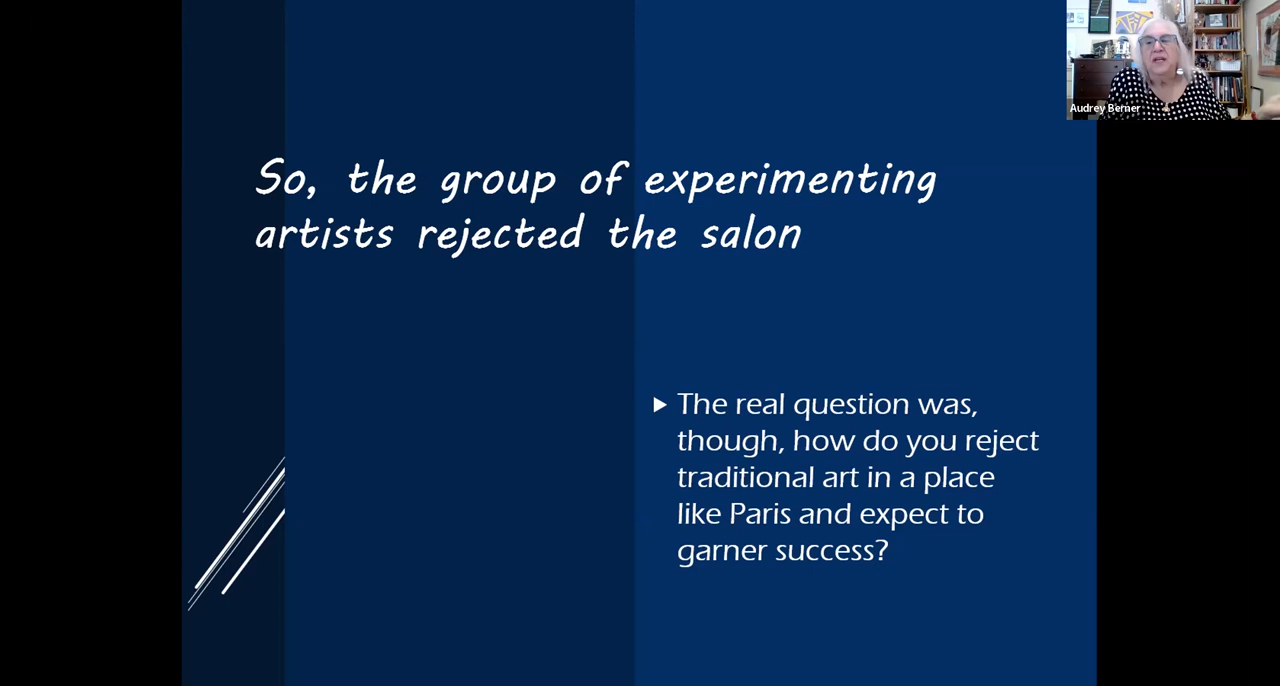 Audrey Berner
So, the group of experimenting
artists rejected the salon
The real question was,
though, how do you reject
traditional art in a place
like Paris and expect to
garner success?